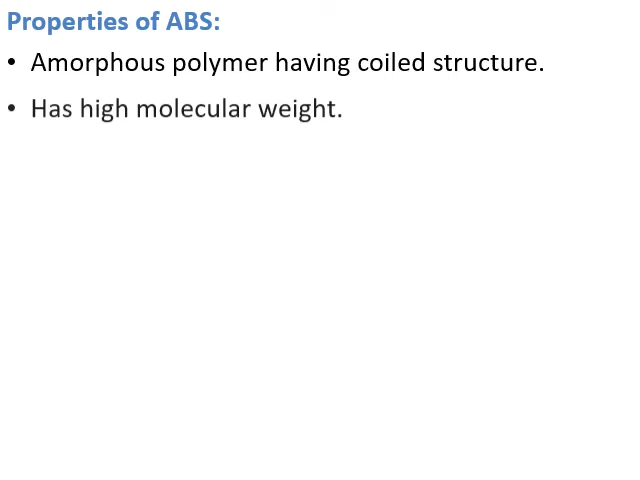 Properties of ABS:
• Amorphous polymer having coiled structure.
• Has high molecular weight.